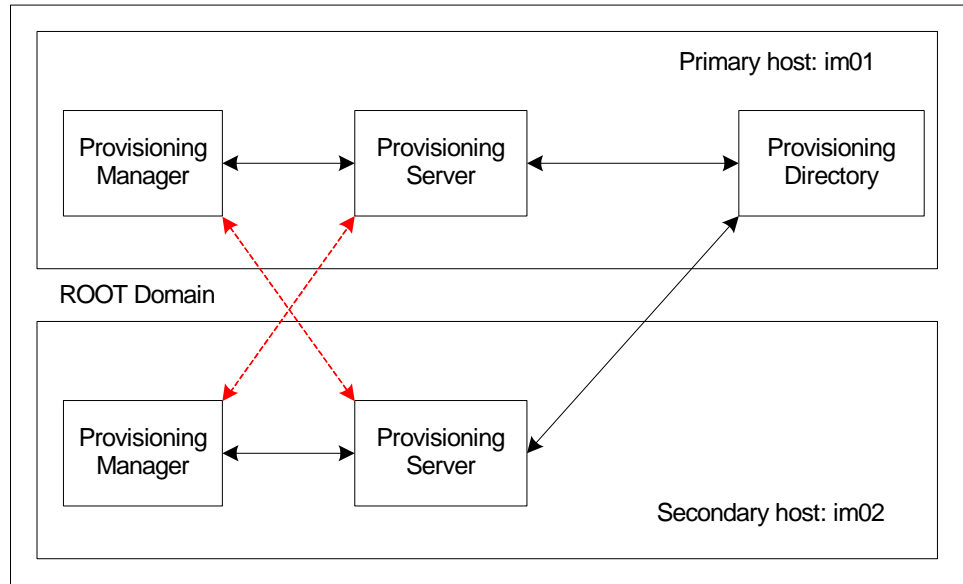 Primary host: im01
Provisioning
Manager
Provisioning
Server
Provisioning
Directory
ROOT Domain
Provisioning
Manager
Provisioning
Server
Secondary host: im02